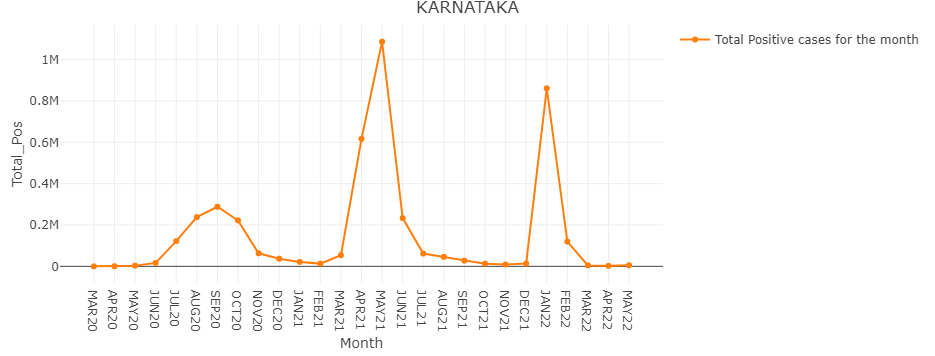 KARNATAKA
Total Positive cases for the month
Total_Pos
1M
0.8M
0.6M
0.4M
0.2M
0
MAR20
APR20
MAY20
JUN20
JUL20
AUG20
SEP20
OCT20
NOV20
DEC20
JAN21
FEB21
MAR21
APR21
MAY21
JUN21
JUL21
AUG21
SEP21
OCT21
NOV21
DEC21
JAN22
FEB22
MAR22
APR22
MAY22
Month